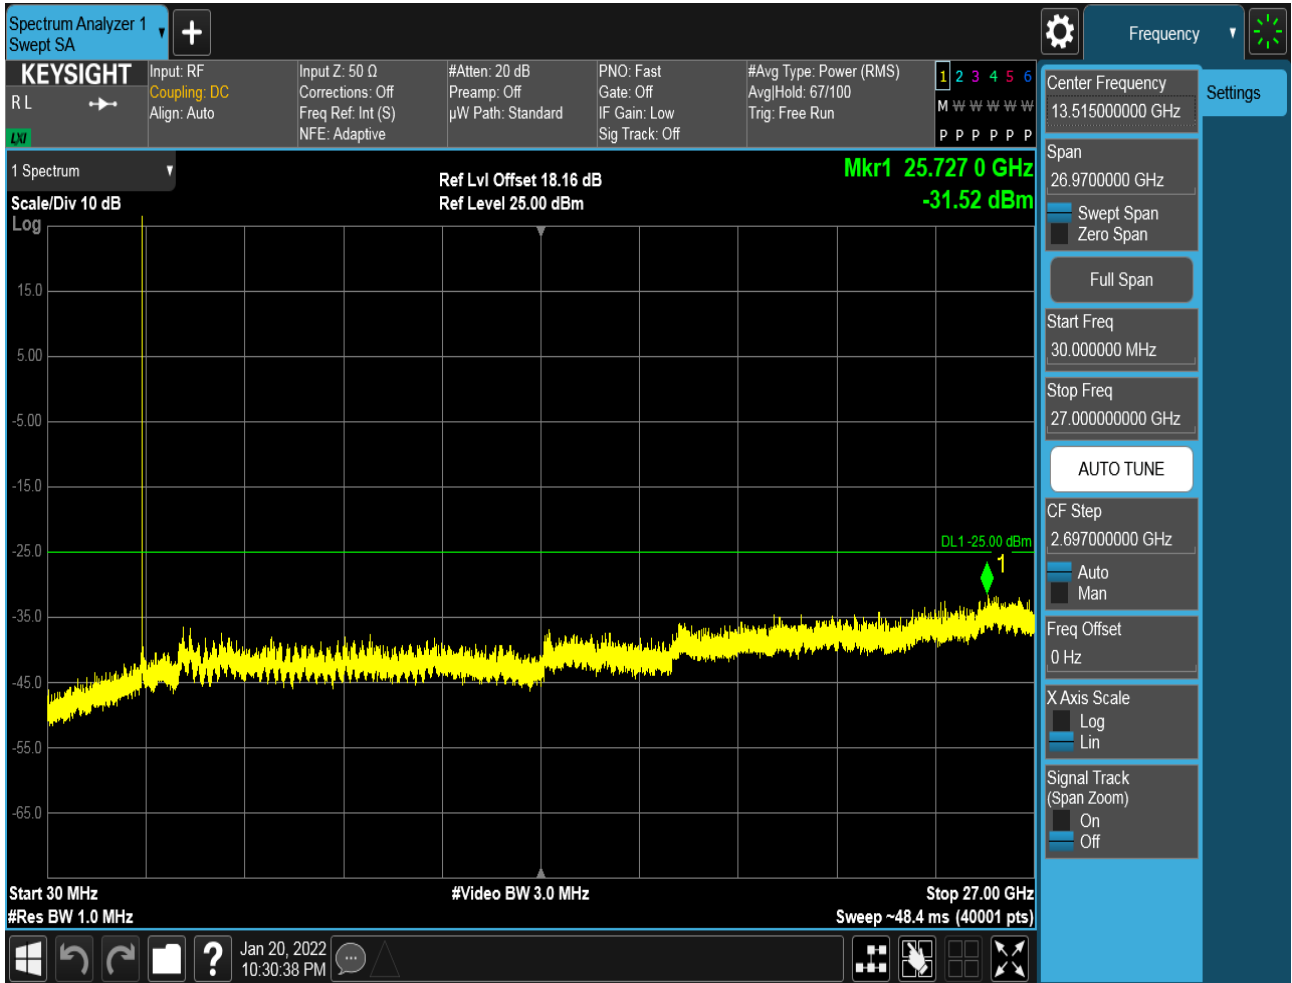 Spectrum Analyzer 1
Swept SA
Frequency
KEYSIGHT
R L
LXI
Input: RF
Coupling: DC
Align: Auto
Input Z: 50 Ω
Corrections: Off
Freq Ref: Int (S)
NFE: Adaptive
#Atten: 20 dB
Preamp: Off
µW Path: Standard
PNO: Fast
Gate: Off
IF Gain: Low
Sig Track: Off
#Avg Type: Power (RMS)
Avg|Hold: 67/100
Trig: Free Run
1 2 3 4 5 6
M W W W W W
P P P P P P
1 Spectrum
Scale/Div 10 dB
Log
Ref Lvl Offset 18.16 dB
Ref Level 25.00 dBm
Mkr1 25.727 0 GHz
-31.52 dBm
15.0
5.00
-5.00
-15.0
-25.0
-35.0
-45.0
-55.0
-65.0
DL1 -25.00 dBm
1
Start 30 MHz
#Res BW 1.0 MHz
#Video BW 3.0 MHz
Stop 27.00 GHz
Sweep ~48.4 ms (40001 pts)
Center Frequency
13.515000000 GHz
Settings
Span
26.9700000 GHz
Swept Span
Zero Span
Full Span
Start Freq
30.000000 MHz
Stop Freq
27.000000000 GHz
AUTO TUNE
CF Step
2.697000000 GHz
Auto
Man
Freq Offset
0 Hz
X Axis Scale
Log
Lin
Signal Track
(Span Zoom)
On
Off
?
Jan 20, 2022
10:30:38 PM